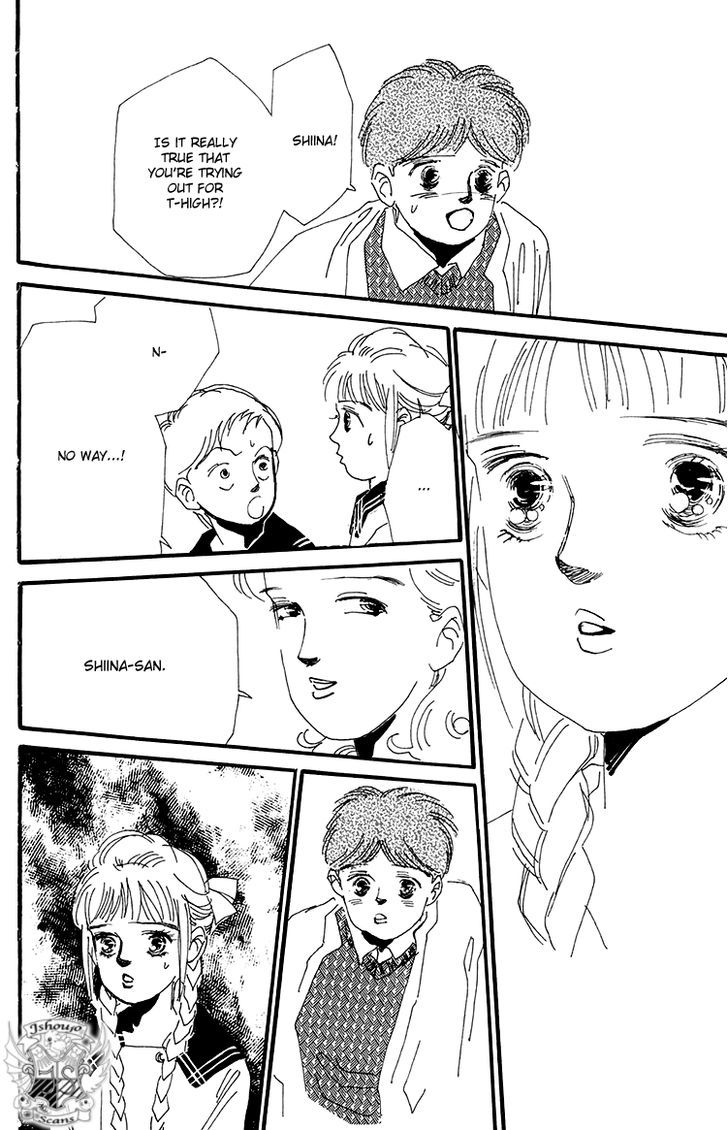 SHIINA!
IS IT REALLY
TRUE THAT
YOU'RE TRYING
OUT FOR
T-HIGH?!
N-
NO WAY...!
...
SHIINA-SAN.
Ishoujo
Scans